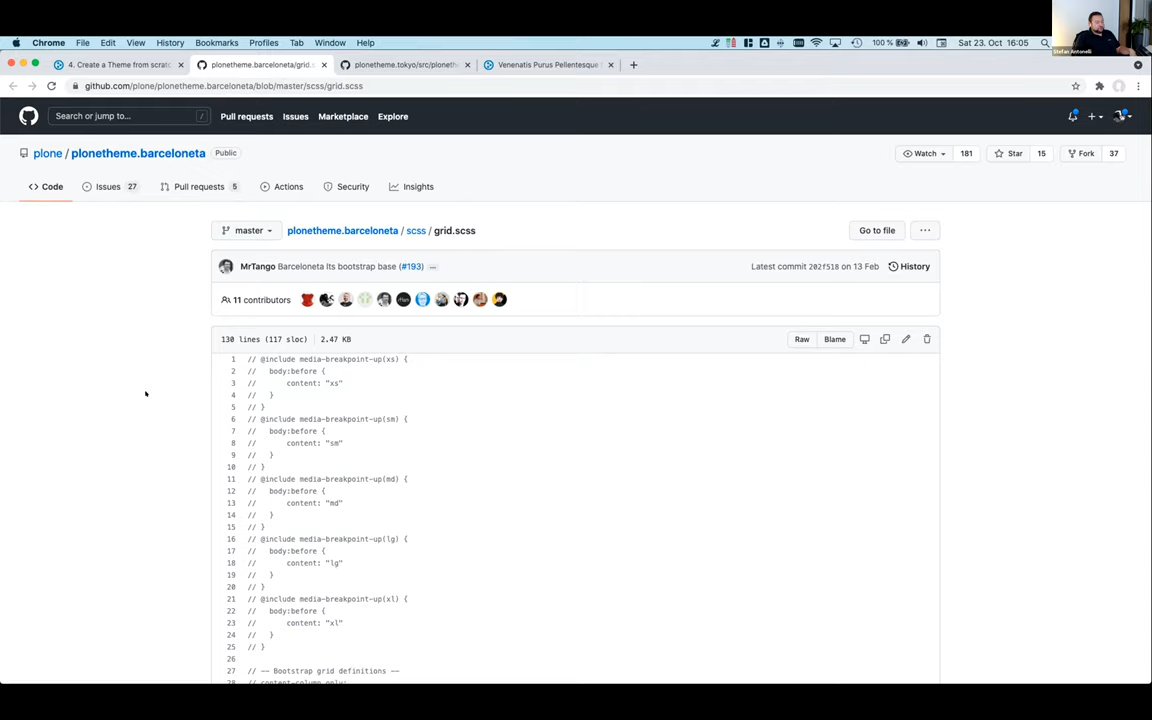 Stefan Antonelli
Chrome File Edit View History Bookmarks Profiles Tab Window Help 100 % Sat 23. Oct 16:05
4. Create a Theme from scratc × plonetheme.barceloneta/grid.s × plonetheme.tokyo/src/ploneth × Venenatis Purus Pellentesque × +
github.com/plone/plonetheme.barceloneta/blob/master/scss/grid.scss
Search or jump to... / Pull requests Issues Marketplace Explore
plone / plonetheme.barceloneta Public Watch 181 Star 15 Fork 37
<> Code Issues 27 Pull requests 5 Actions Security Insights
master plonetheme.barceloneta / scss / grid.scss Go to file ...
MrTango Barceloneta lts bootstrap base (#193) ... Latest commit 202f518 on 13 Feb History
11 contributors
130 lines (117 sloc) 2.47 KB Raw Blame
1 // @include media-breakpoint-up(xs) {
2 // body:before {
3 // content: "xs"
4 // }
5 // }
6 // @include media-breakpoint-up(sm) {
7 // body:before {
8 // content: "sm"
9 // }
10 // }
11 // @include media-breakpoint-up(md) {
12 // body:before {
13 // content: "md"
14 // }
15 // }
16 // @include media-breakpoint-up(lg) {
17 // body:before {
18 // content: "lg"
19 // }
20 // }
21 // @include media-breakpoint-up(xl) {
22 // body:before {
23 // content: "xl"
24 // }
25 // }
26
27 // -- Bootstrap grid definitions --
28 // content-column only: